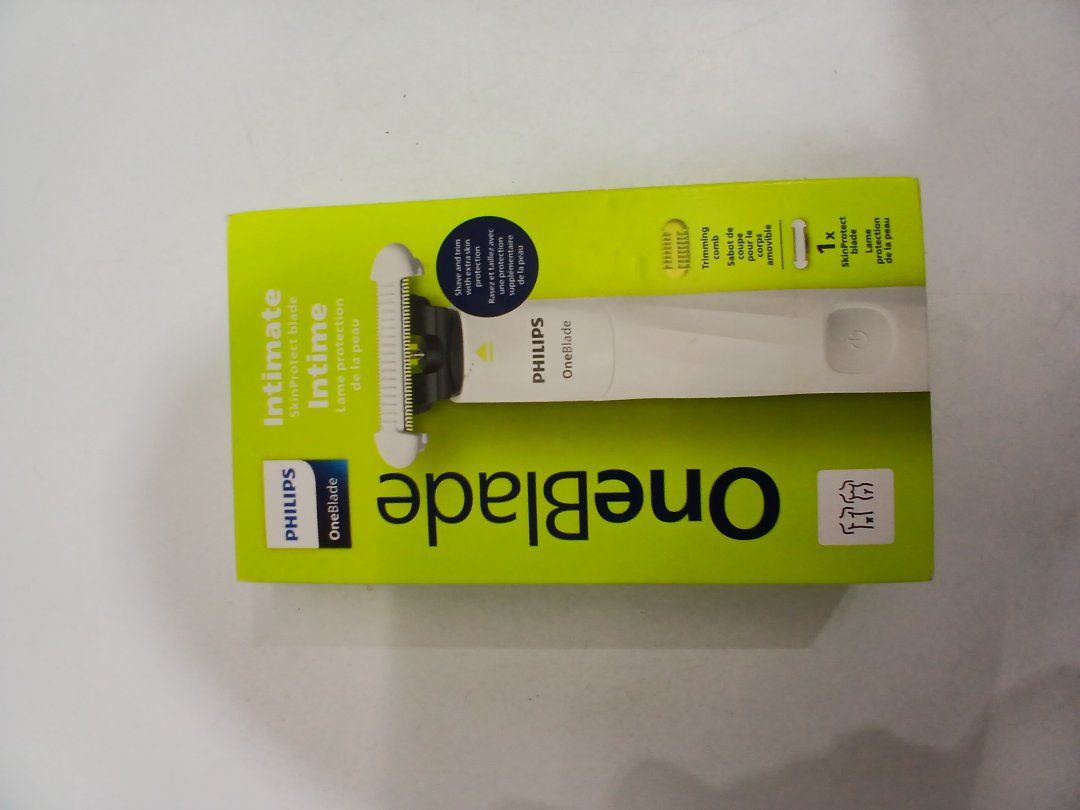 PHILIPS
OneBlade
Intimate
SkinProtect blade
Intime
Lame protection
de la peau
Shave and trim
with extra skin
protection
Rasez et taillez avec
une protection
supplémentaire
de la peau
PHILIPS
OneBlade
OneBlade
Trimming
comb
Sabot de
coupe
pour le
corps
amovible
1x
SkinProtect
blade
Lame
protection
de la peau